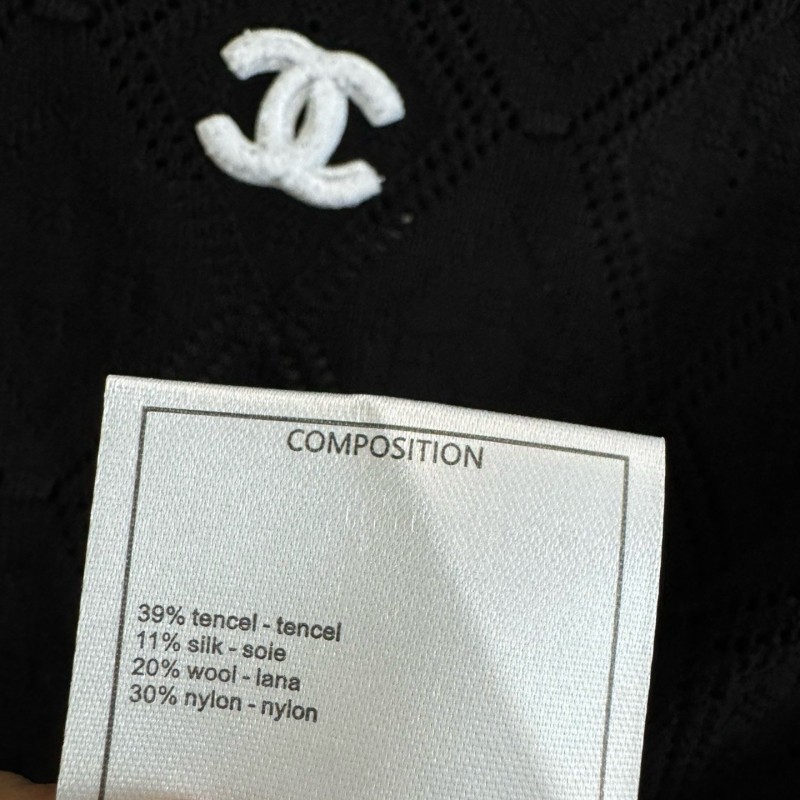 COMPOSITION
39% tencel - tencel
11% silk - soie
20% wool - lana
30% nylon - nylon